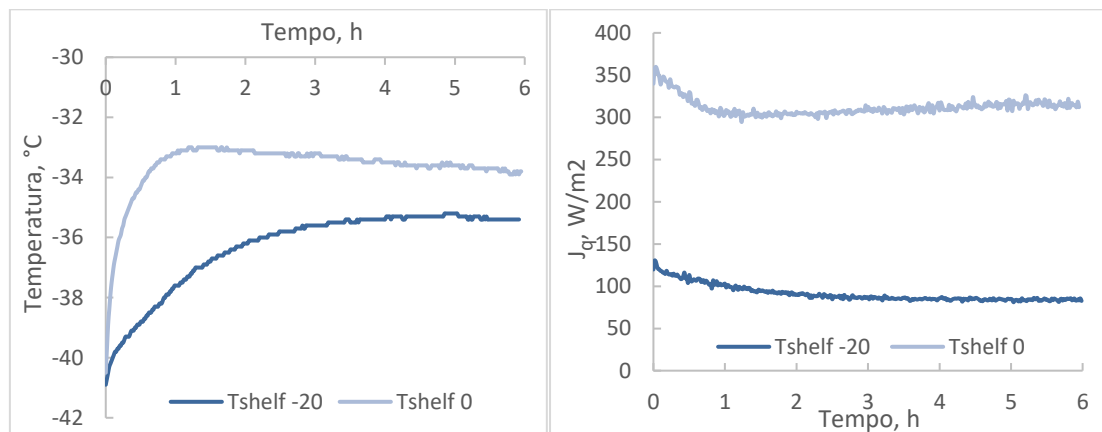 Tempo, h
-30
0 1 2 3 4 5 6
-32
-34
-36
-38
-40
-42
Temperatura, °C
Tshelf -20 Tshelf 0
400
350
300
250
200
150
100
50
0
Jq, W/m2
Tshelf -20 Tshelf 0
0 1 2 3 4 5 6
Tempo, h